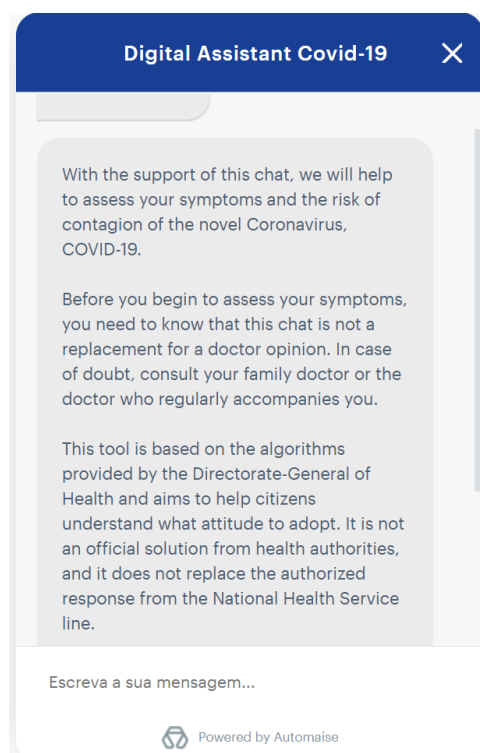 Digital Assistant Covid-19
With the support of this chat, we will help
to assess your symptoms and the risk of
contagion of the novel Coronavirus,
COVID-19.
Before you begin to assess your symptoms,
you need to know that this chat is not a
replacement for a doctor opinion. In case
of doubt, consult your family doctor or the
doctor who regularly accompanies you.
This tool is based on the algorithms
provided by the Directorate-General of
Health and aims to help citizens
understand what attitude to adopt. It is not
an official solution from health authorities,
and it does not replace the authorized
response from the National Health Service
line.
Escreva a sua mensagem...
Powered by Automaise